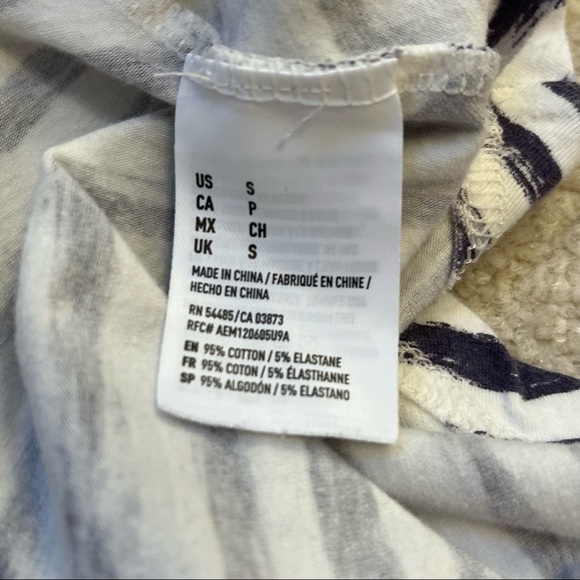 US S
CA P
MX CH
UK S
MADE IN CHINA / FABRIQUÉ EN CHINE /
HECHO EN CHINA
RN 54485/CA 03873
RFC# AEM120605U9A
EN 95% COTTON / 5% ELASTANE
FR 95% COTON / 5% ÉLASTHANNE
SP 95% ALGODÓN / 5% ELASTANO